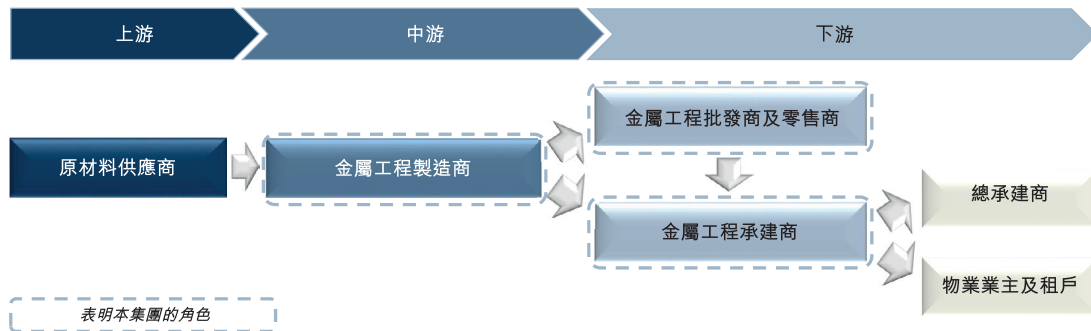 上游
中游
下游
金屬工程批發商及零售商
原材料供應商
金屬工程製造商
總承建商
金屬工程承建商
物業業主及租戶
表明本集團的角色